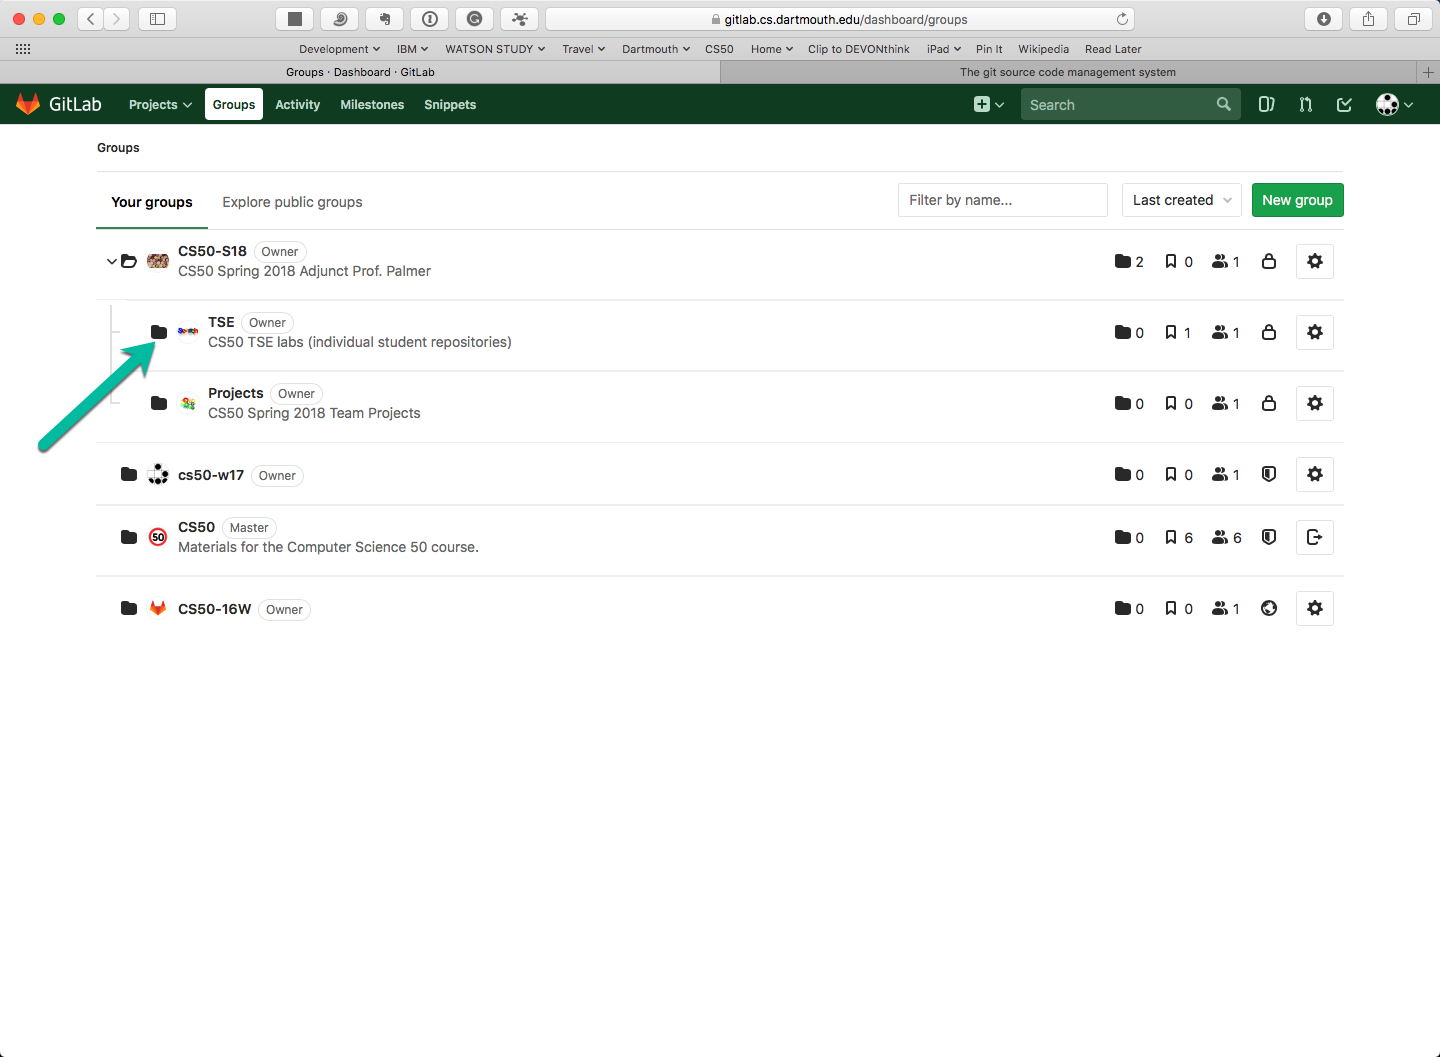 gitlab.cs.dartmouth.edu/dashboard/groups
Development IBM WATSON STUDY Travel Dartmouth CS50 Home Clip to DEVONthink iPad Pin It Wikipedia Read Later
Groups · Dashboard · GitLab The git source code management system
GitLab Projects Groups Activity Milestones Snippets Search
Groups
Your groups Explore public groups Filter by name... Last created New group
CS50-S18 Owner 2 0 1
CS50 Spring 2018 Adjunct Prof. Palmer
Search TSE Owner 0 1 1
CS50 TSE labs (individual student repositories)
Projects Owner 0 0 1
CS50 Spring 2018 Team Projects
cs50-w17 Owner 0 0 1
50 CS50 Master 0 6 6
Materials for the Computer Science 50 course.
CS50-16W Owner 0 0 1